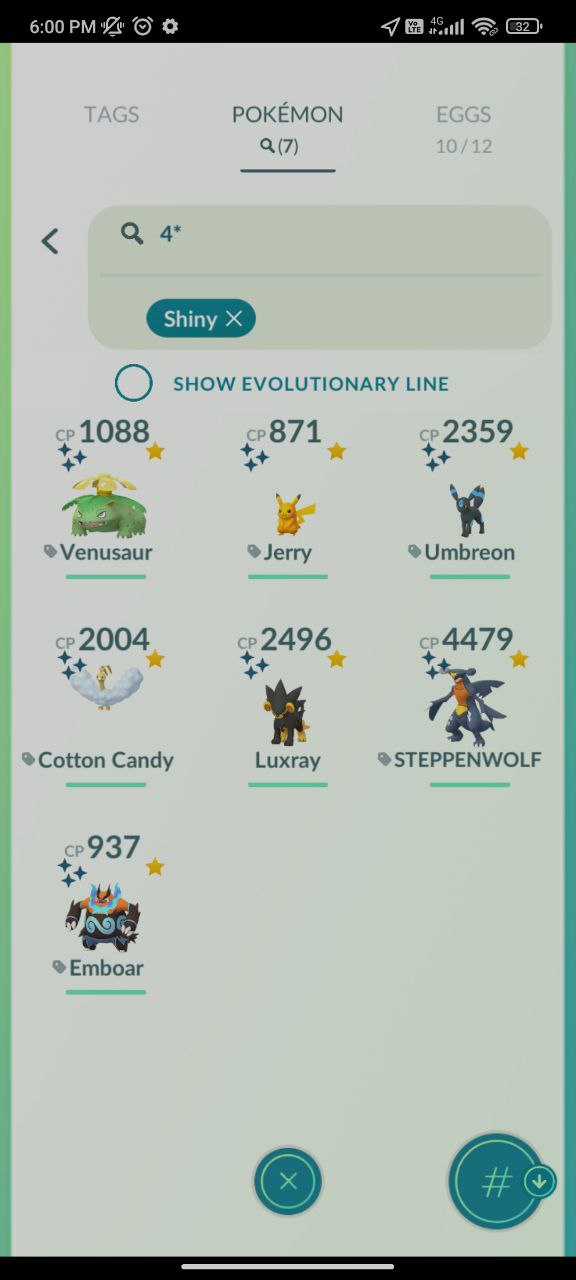 6:00 PM 4G Vo LTE 32
TAGS POKÉMON EGGS
(7) 10 / 12
4*
Shiny ×
SHOW EVOLUTIONARY LINE
CP 1088 CP 871 CP 2359
Venusaur Jerry Umbreon
CP 2004 CP 2496 CP 4479
Cotton Candy Luxray STEPPENWOLF
CP 937
Emboar
#